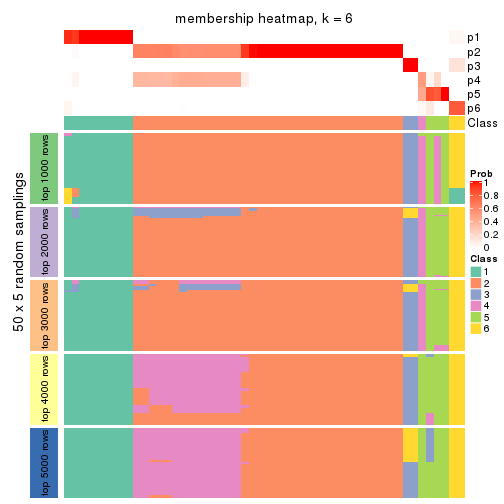 membership heatmap, k = 6
p1
p2
p3
p4
p5
p6
Class
50 x 5 random samplings
top 1000 rows
top 2000 rows
top 3000 rows
top 4000 rows
top 5000 rows
Prob
1
0.8
0.6
0.4
0.2
0
Class
1
2
3
4
5
6